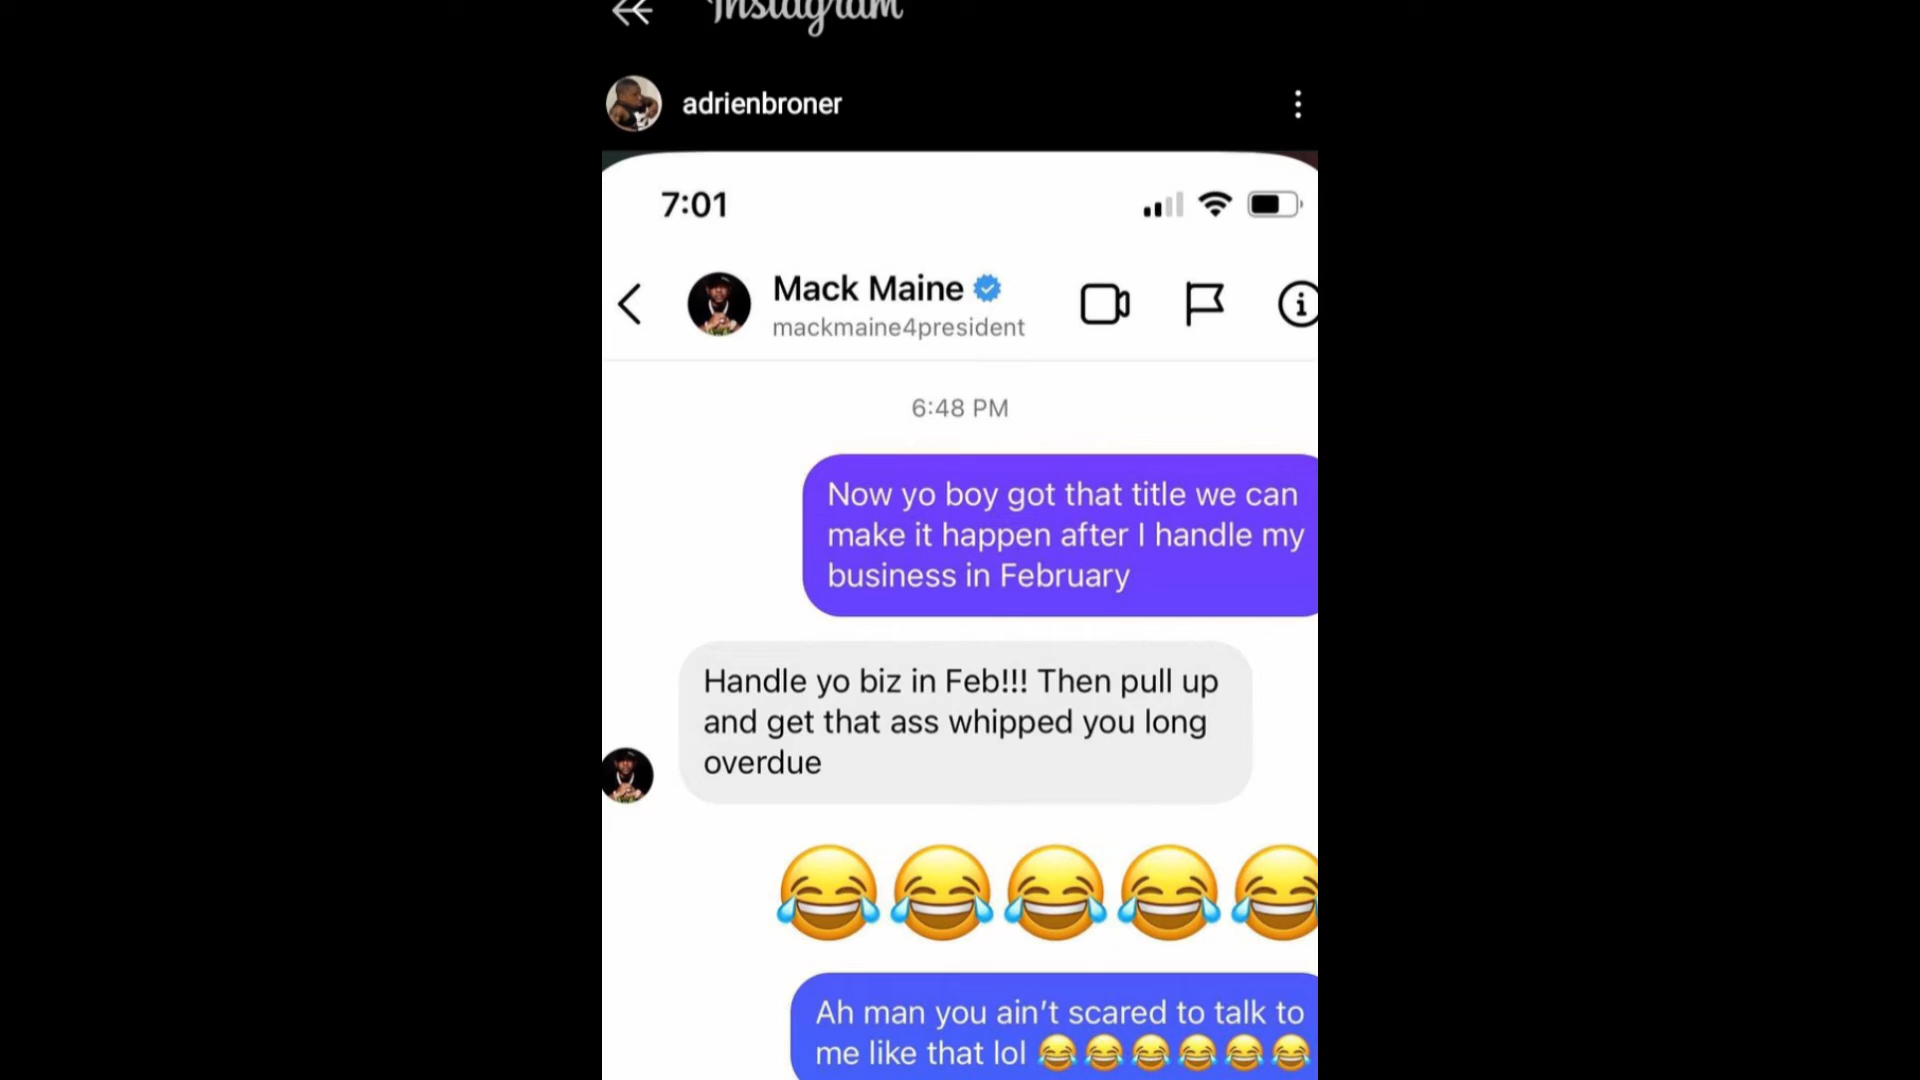 Instagram
adrienbroner
7:01
Mack Maine
mackmaine4president
6:48 PM
Now yo boy got that title we can
make it happen after I handle my
business in February
Handle yo biz in Feb!!! Then pull up
and get that ass whipped you long
overdue
😂😂😂😂😂
Ah man you ain’t scared to talk to
me like that lol 😂😂😂😂😂😂